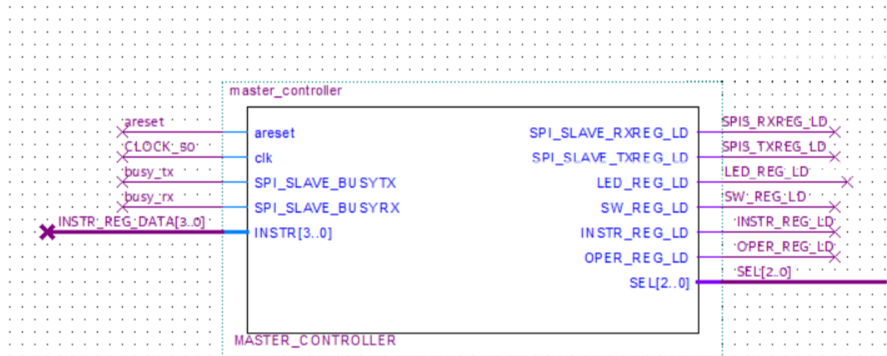 master_controller
areset areset SPI_SLAVE_RXREG_LD SPIS_RXREG_LD
CLOCK_50 clk SPI_SLAVE_TXREG_LD SPIS_TXREG_LD
busy_tx SPI_SLAVE_BUSYTX LED_REG_LD LED_REG_LD
busy_rx SPI_SLAVE_BUSYRX SW_REG_LD SW_REG_LD
INSTR_REG_DATA[3..0] INSTR[3..0] INSTR_REG_LD INSTR_REG_LD
OPER_REG_LD OPER_REG_LD
SEL[2..0] SEL[2..0]
MASTER_CONTROLLER